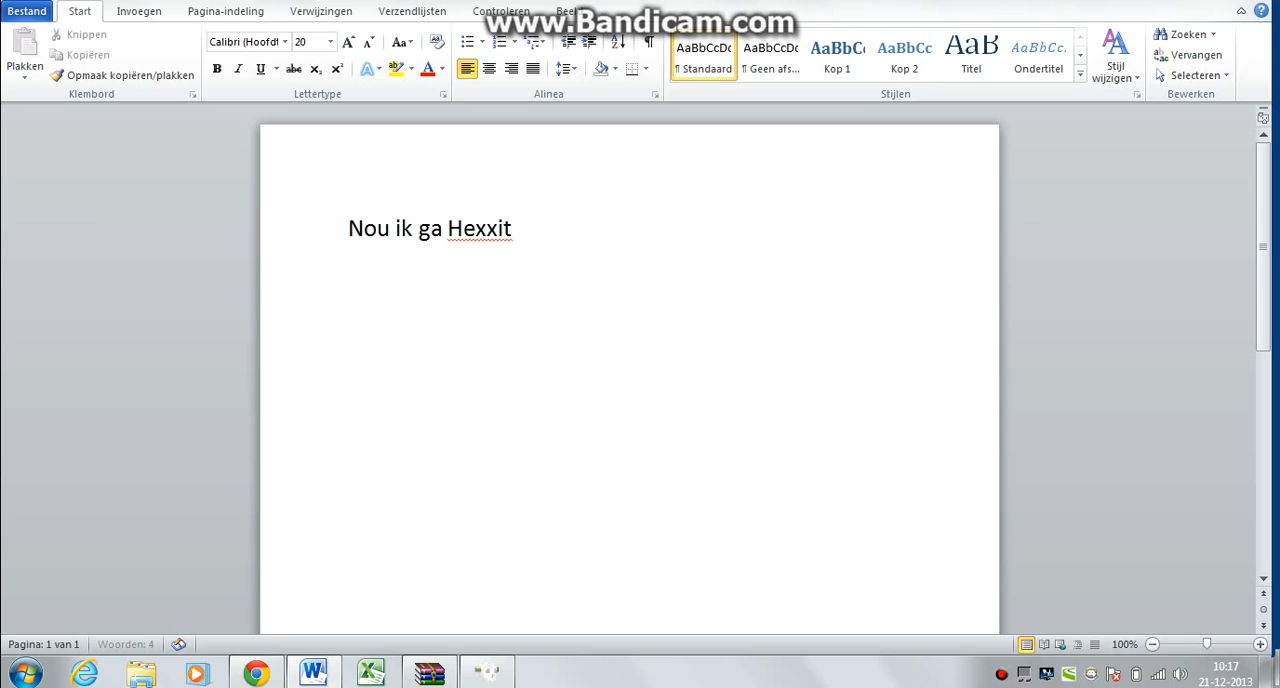 www.Bandicam.com
Bestand Start Invoegen Pagina-indeling Verwijzingen Verzendlijsten Controleren
Plakken
Knippen
Kopiëren
Opmaak kopiëren/plakken
Klembord
Calibri (Hoofdt 20
Lettertype
Alinea
AaBbCcDc AaBbCcDc AaBbC AaBbCc AaB AaBbCc.
¶ Standaard ¶ Geen afs... Kop 1 Kop 2 Titel Ondertitel
Stijlen
Stijl
wijzigen
Zoeken
Vervangen
Selecteren
Bewerken
Nou ik ga Hexxit
Pagina: 1 van 1 Woorden: 4 100%
10:17
21-12-2013